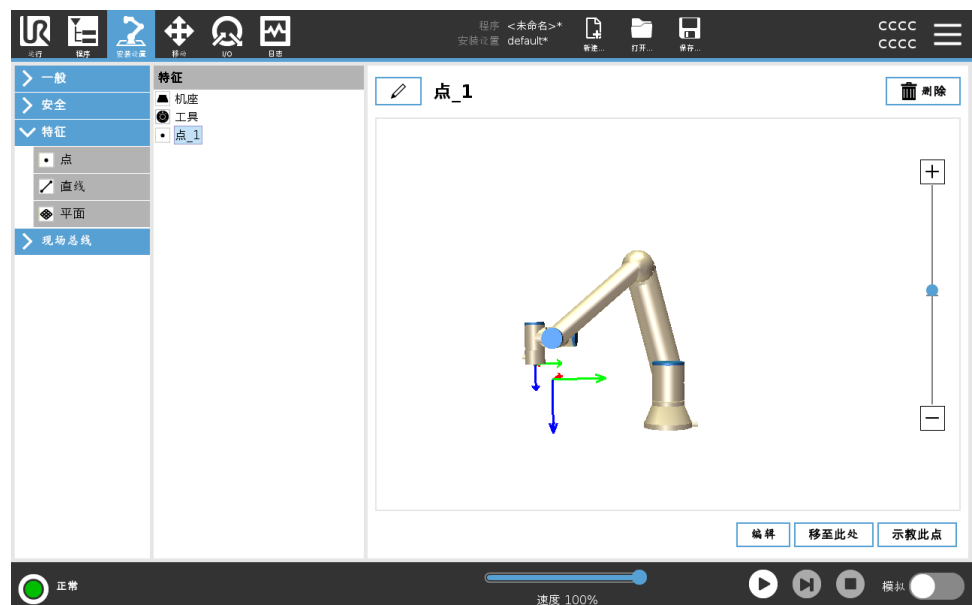 UR
运行 程序 安装设置 移动 I/O 日志
程序 <未命名>*
安装设置 default*
新建... 打开... 保存...
CCCC
CCCC
一般
安全
特征
点
直线
平面
现场总线
特征
机座
工具
点_1
点_1
删除
编辑 移至此处 示教此点
正常
速度 100%
模拟